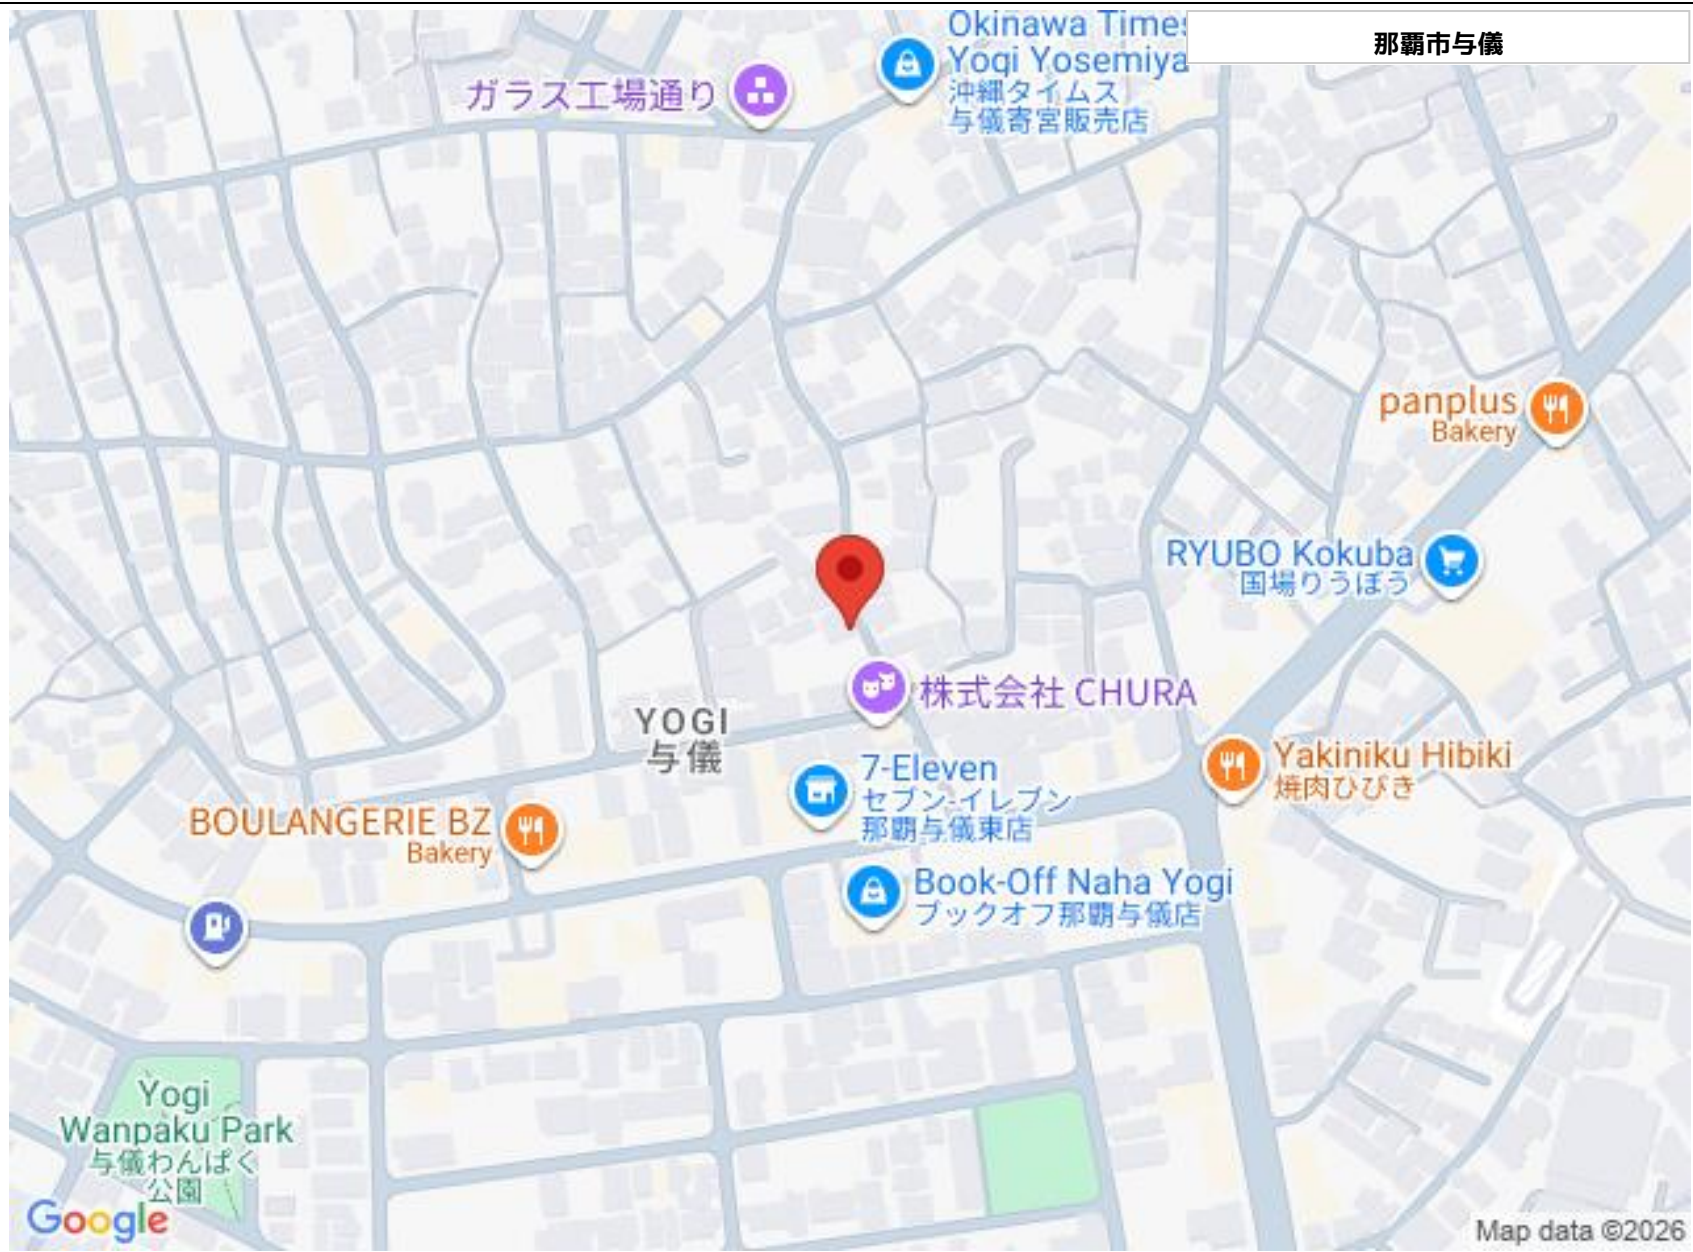 Okinawa Times
Yogi Yosemiya
沖縄タイムス
与儀寄宮販売店
那覇市与儀
ガラス工場通り
panplus
Bakery
RYUBO Kokuba
国場りうぼう
株式会社 CHURA
YOGI
与儀
7-Eleven
セブン-イレブン
那覇与儀東店
Yakiniku Hibiki
焼肉ひびき
BOULANGERIE BZ
Bakery
Book-Off Naha Yogi
ブックオフ那覇与儀店
Yogi
Wanpaku Park
与儀わんぱく
公園
Google
Map data ©2026